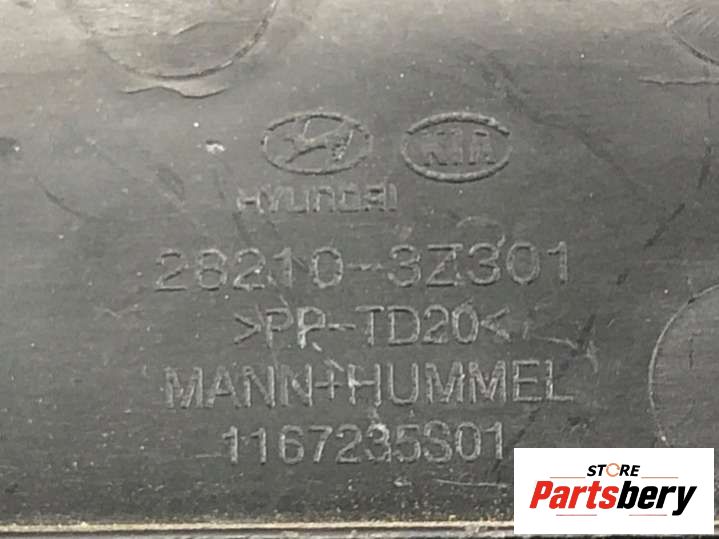 KIA
HYUNDAI
28210-3Z301
>PP-TD20<
MANN+HUMMEL
1167235S01
STORE
Partsbery